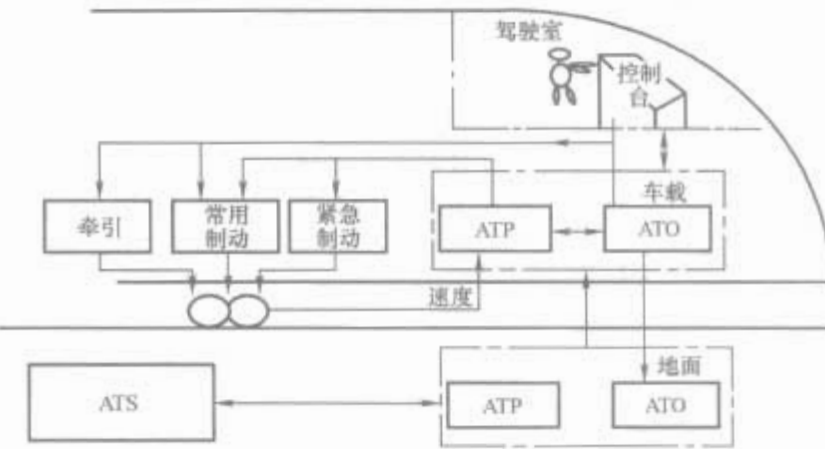 驾驶室
控制
台
车载
牵引
常用
制动
紧急
制动
ATP
ATO
速度
地面
ATS
ATP
ATO